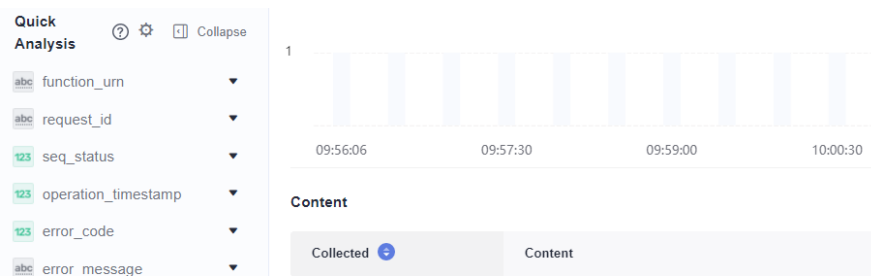 Quick
Analysis
Collapse
abc function_urn
abc request_id
123 seq_status
123 operation_timestamp
123 error_code
abc error_message
1
09:56:06 09:57:30 09:59:00 10:00:30
Content
Collected Content